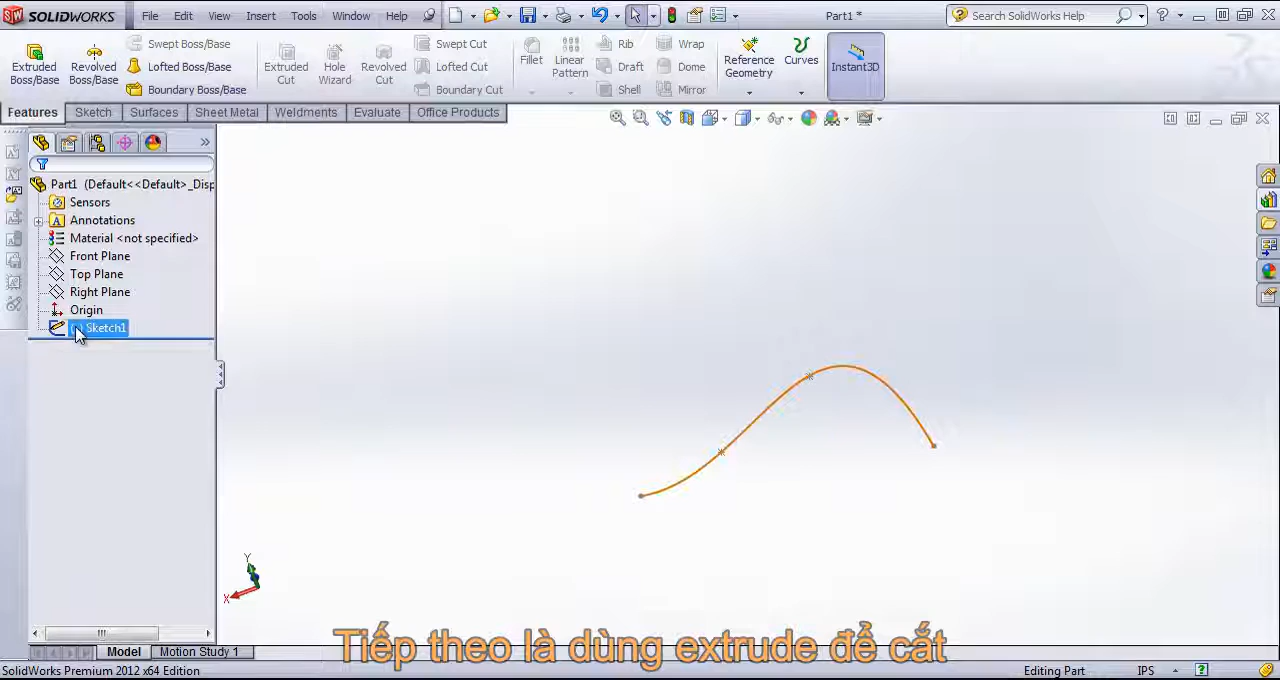 SOLIDWORKS File Edit View Insert Tools Window Help Part1 * Search SolidWorks Help
Extruded Boss/Base
Revolved Boss/Base
Swept Boss/Base
Lofted Boss/Base
Boundary Boss/Base
Extruded Cut
Hole Wizard
Revolved Cut
Swept Cut
Lofted Cut
Boundary Cut
Fillet
Linear Pattern
Rib
Draft
Shell
Wrap
Dome
Mirror
Reference Geometry
Curves
Instant3D
Features Sketch Surfaces Sheet Metal Weldments Evaluate Office Products
Part1 (Default<<Default>_Disp
Sensors
Annotations
Material <not specified>
Front Plane
Top Plane
Right Plane
Origin
Sketch1
Y
X
Tiếp theo là dùng extrude để cắt
Model Motion Study 1
SolidWorks Premium 2012 x64 Edition Editing Part IPS